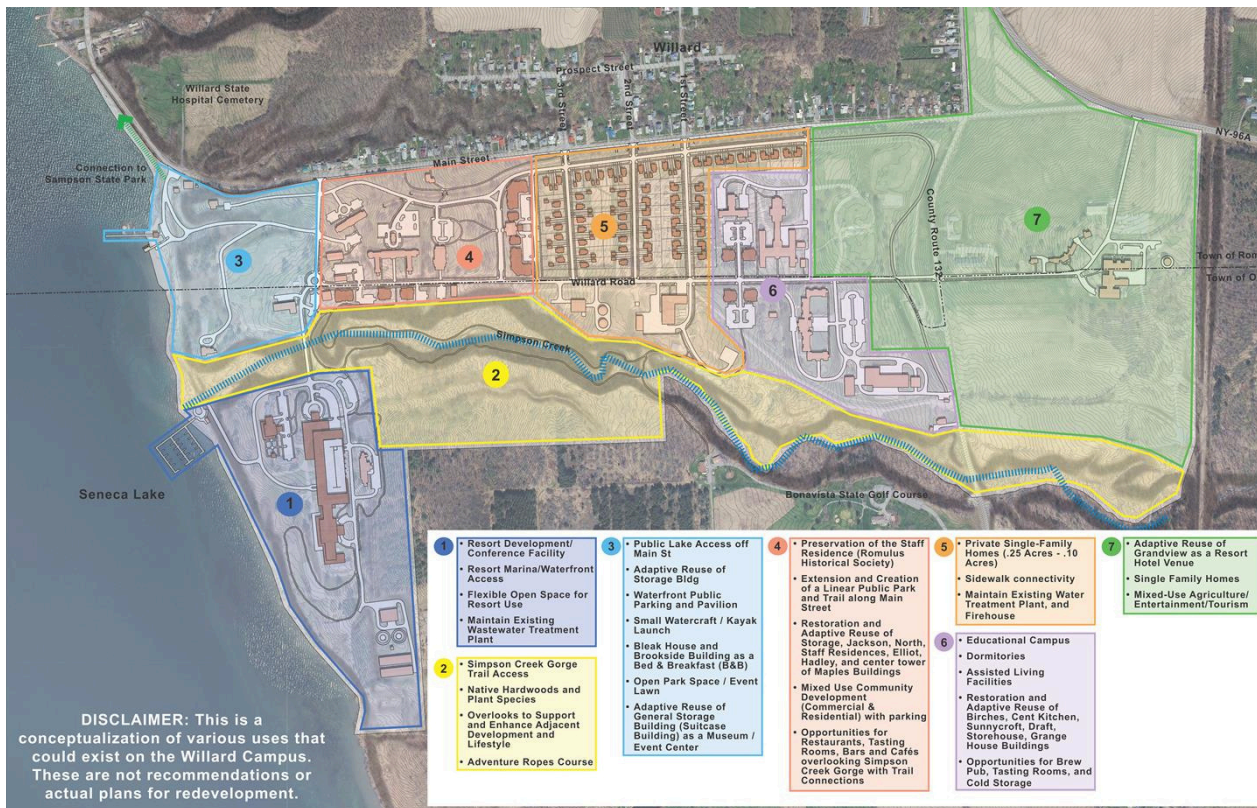 Willard
Prospect Street
Willard State
Hospital Cemetery
3rd Street
2nd Street
1st Street
NY-96A
Main Street
Connection to
Sampson State Park
County Route 132
7
5
3
4
Town of
Town of
Willard Road
6
Simpson Creek
2
Seneca Lake
1
Bonavista State Golf Course
DISCLAIMER: This is a
conceptualization of various uses that
could exist on the Willard Campus.
These are not recommendations or
actual plans for redevelopment.
1
• Resort Development/
Conference Facility
• Resort Marina/Waterfront
Access
• Flexible Open Space for
Resort Use
• Maintain Existing
Wastewater Treatment
Plant
2
• Simpson Creek Gorge
Trail Access
• Native Hardwoods and
Plant Species
• Overlooks to Support
and Enhance Adjacent
Development and
Lifestyle
• Adventure Ropes Course
3
• Public Lake Access off
Main St
• Adaptive Reuse of
Storage Bldg
• Waterfront Public
Parking and Pavilion
• Small Watercraft / Kayak
Launch
• Bleak House and
Brookside Building as a
Bed & Breakfast (B&B)
• Open Park Space / Event
Lawn
• Adaptive Reuse of
General Storage
Building (Suitcase
Building) as a Museum /
Event Center
4
• Preservation of the Staff
Residence (Romulus
Historical Society)
• Extension and Creation
of a Linear Public Park
and Trail along Main
Street
• Restoration and
Adaptive Reuse of
Storage, Jackson, North,
Staff Residences, Elliot,
Hadley, and center tower
of Maples Buildings
• Mixed Use Community
Development
(Commercial &
Residential) with parking
• Opportunities for
Restaurants, Tasting
Rooms, Bars and Cafés
overlooking Simpson
Creek Gorge with Trail
Connections
5
• Private Single-Family
Homes (.25 Acres - .10
Acres)
• Sidewalk connectivity
• Maintain Existing Water
Treatment Plant, and
Firehouse
6
• Educational Campus
• Dormitories
• Assisted Living
Facilities
• Restoration and
Adaptive Reuse of
Birches, Cent Kitchen,
Sunnycroft, Draft,
Storehouse, Grange
House Buildings
• Opportunities for Brew
Pub, Tasting Rooms, and
Cold Storage
7
• Adaptive Reuse of
Grandview as a Resort
Hotel Venue
• Single Family Homes
• Mixed-Use Agriculture/
Entertainment/Tourism